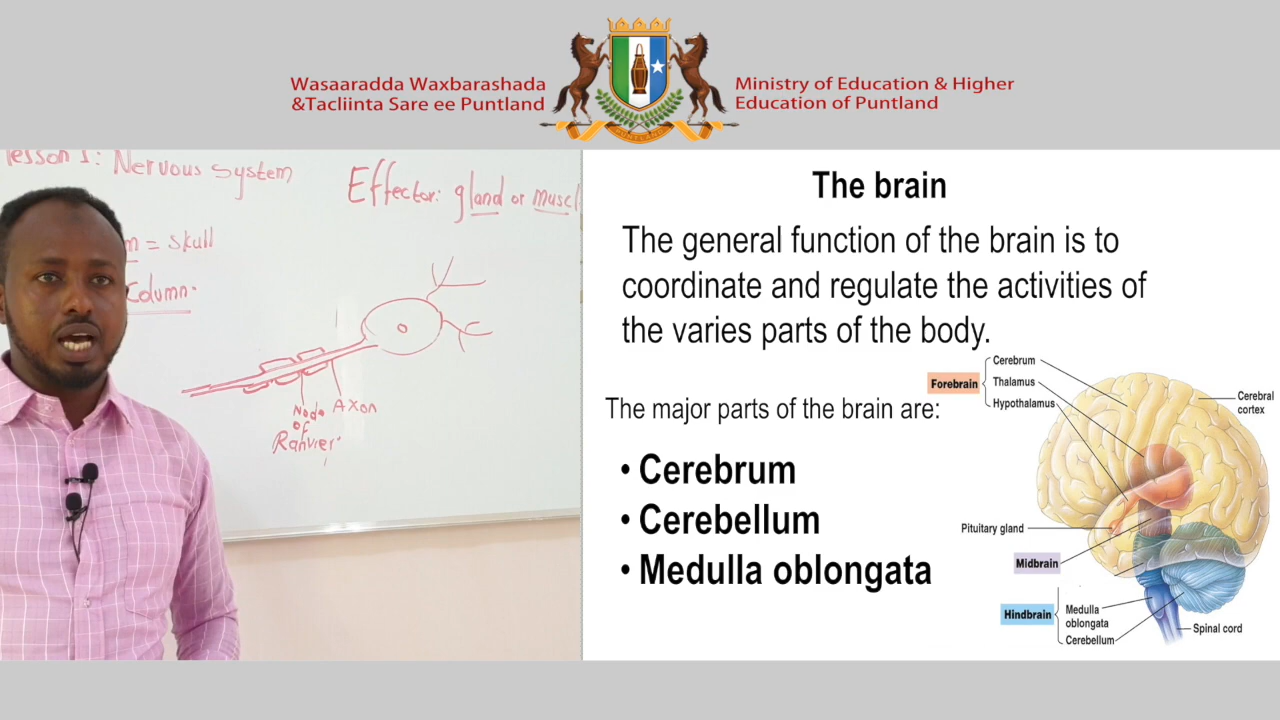 Wasaaradda Waxbarashada
&Tacliinta Sare ee Puntland
Ministry of Education & Higher
Education of Puntland
lesson 1: Nervous system
Effector: gland or muscl
m = skull
Column.
Node
of
Ranvier
Axon
The brain
The general function of the brain is to
coordinate and regulate the activities of
the varies parts of the body.
The major parts of the brain are:
• Cerebrum
• Cerebellum
• Medulla oblongata
Forebrain
Cerebrum
Thalamus
Hypothalamus
Cerebral
cortex
Pituitary gland
Midbrain
Hindbrain
Medulla
oblongata
Cerebellum
Spinal cord